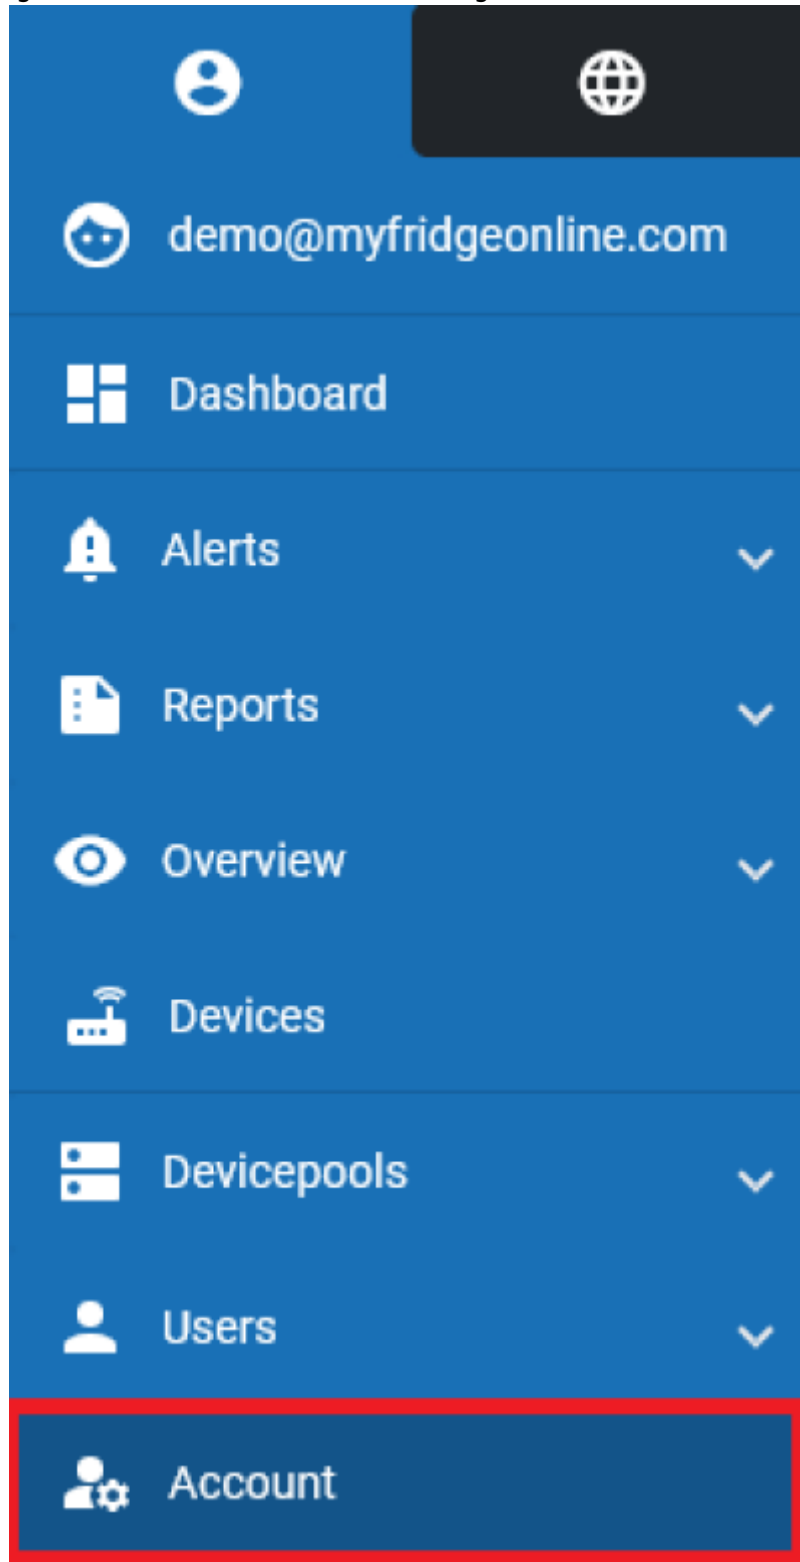 demo@myfridgeonline.com
Dashboard
Alerts
Reports
Overview
Devices
Devicepools
Users
Account